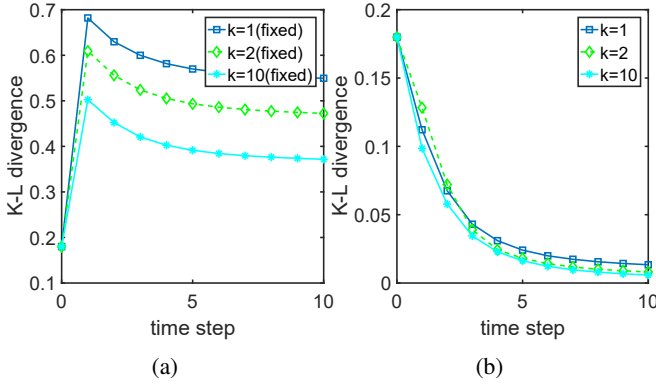 0.7
0.6
0.5
0.4
0.3
0.2
0.1
K-L divergence
0
5
10
time step
k=1(fixed)
k=2(fixed)
k=10(fixed)
(a)
0.2
0.15
0.1
0.05
0
K-L divergence
0
5
10
time step
k=1
k=2
k=10
(b)